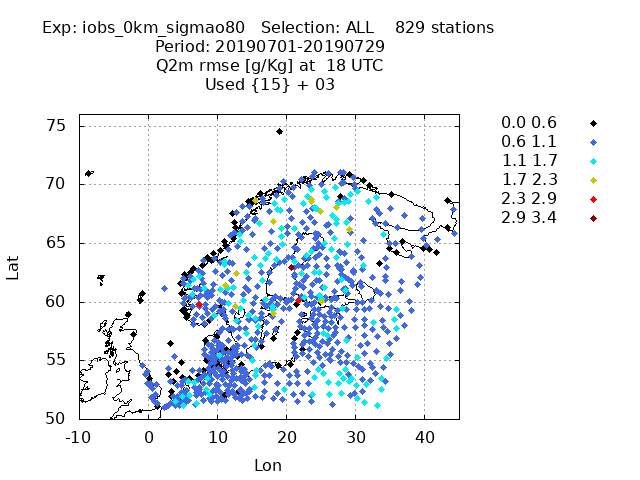 Exp: iobs_0km_sigmao80 Selection: ALL 829 stations
Period: 20190701-20190729
Q2m rmse [g/Kg] at 18 UTC
Used {15} + 03
0.0 0.6
0.6 1.1
1.1 1.7
1.7 2.3
2.3 2.9
2.9 3.4
75
70
65
60
55
50
Lat
-10 0 10 20 30 40
Lon